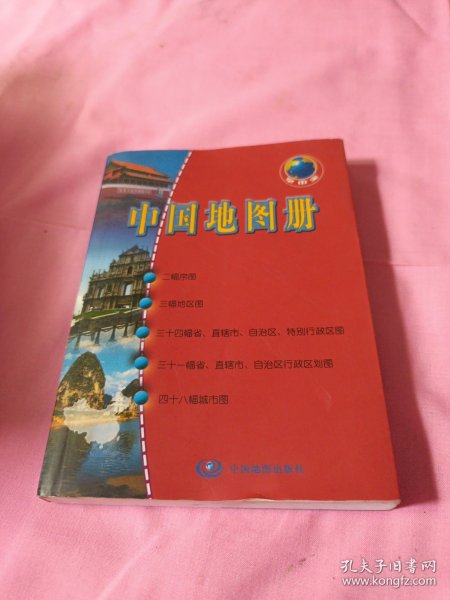 中国地图册
二幅序图
三幅地区图
三十四幅省、直辖市、自治区、特别行政区图
三十一幅省、直辖市、自治区行政区划图
四十八幅城市图
中国地图出版社
孔夫子旧书网
www.kongfz.com